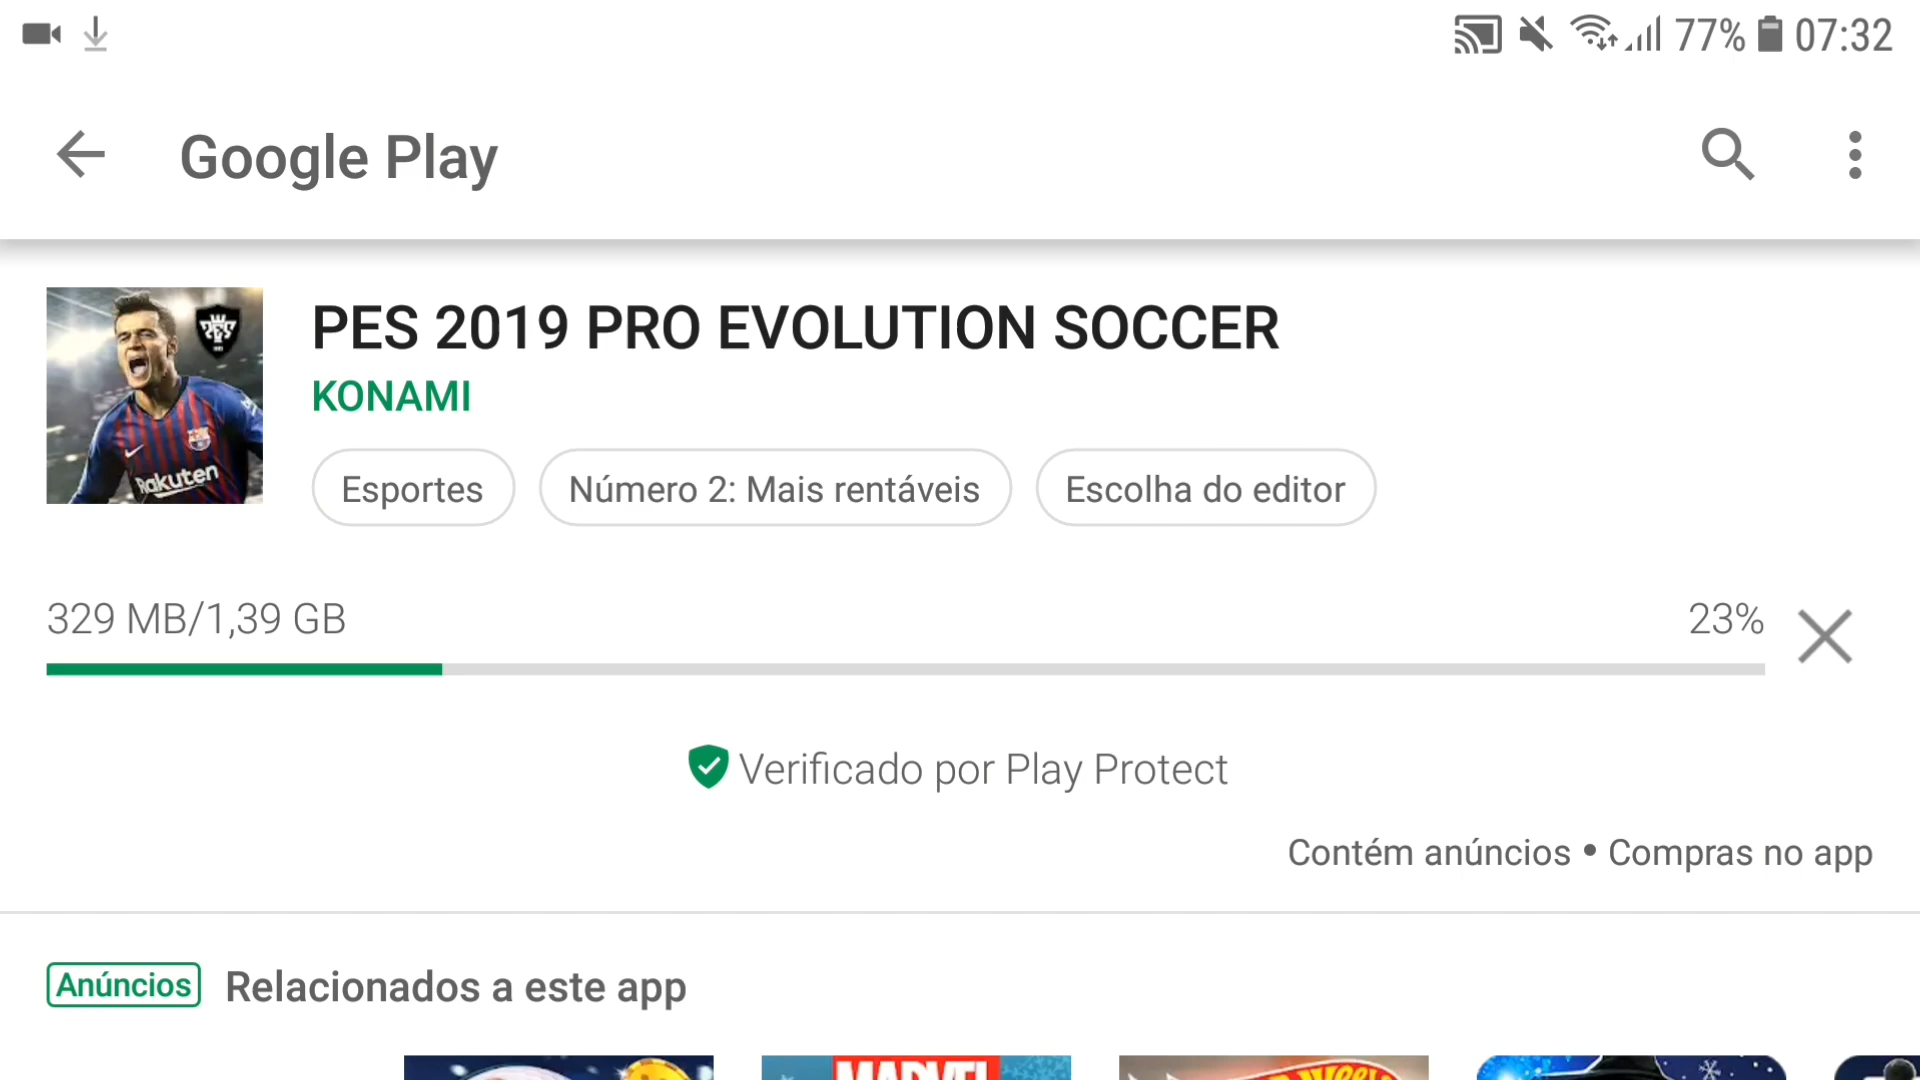 77% 07:32
Google Play
PES 2019 PRO EVOLUTION SOCCER
KONAMI
Rakuten
Esportes Número 2: Mais rentáveis Escolha do editor
329 MB/1,39 GB 23%
Verificado por Play Protect
Contém anúncios • Compras no app
Anúncios Relacionados a este app
MARVEL